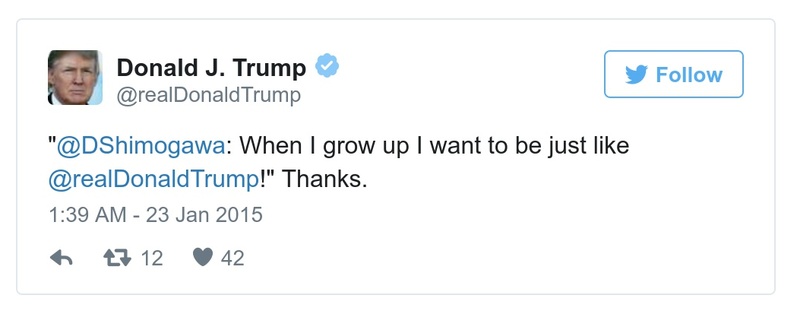 Donald J. Trump
@realDonaldTrump
Follow
"@DShimogawa: When I grow up I want to be just like
@realDonaldTrump!" Thanks.
1:39 AM - 23 Jan 2015
12 42